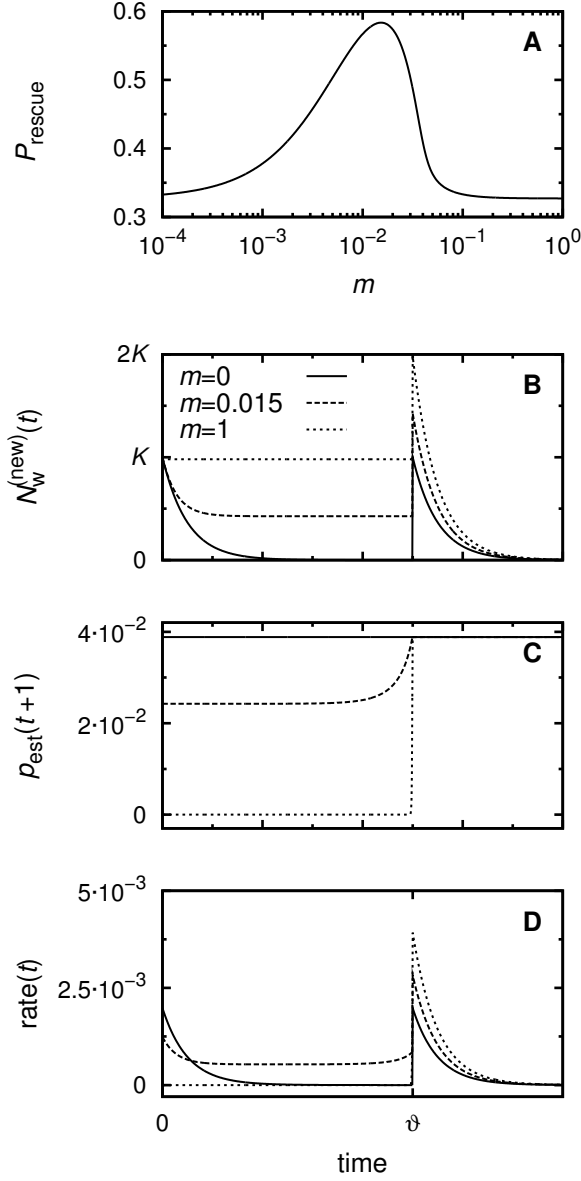 A
P_rescue
0.6
0.5
0.4
0.3
10⁻⁴ 10⁻³ 10⁻² 10⁻¹ 10⁰
m
B
N_w^(new)(t)
2K
K
0
m=0
m=0.015
m=1
C
p_est(t+1)
4·10⁻²
2·10⁻²
0
D
rate(t)
5·10⁻³
2.5·10⁻³
0
0 ϑ
time